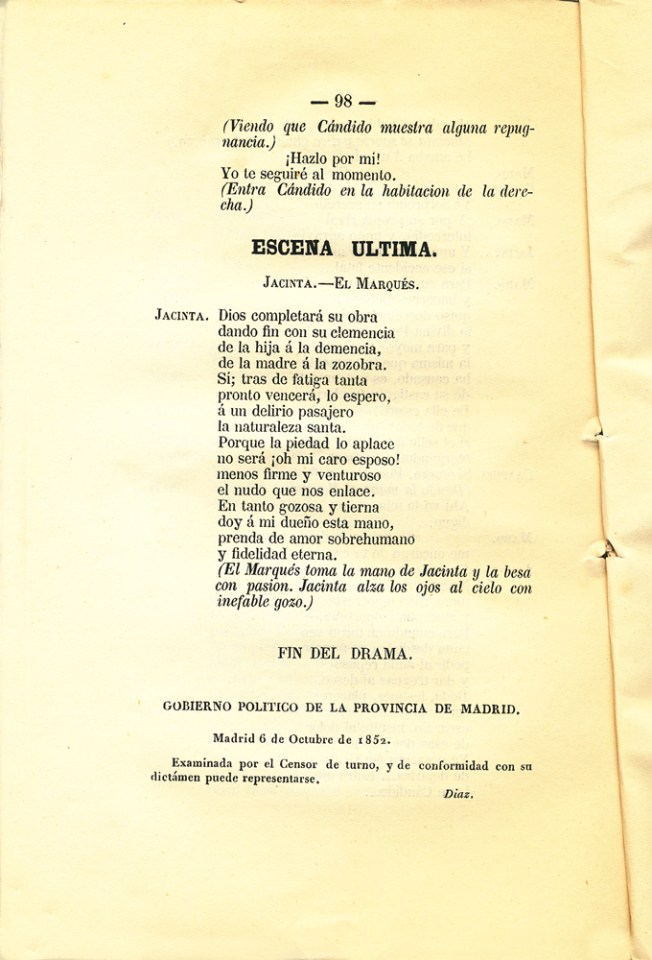 — 98 —
(Viendo que Cándido muestra alguna repug-
nancia.)
¡Hazlo por mi!
Yo te seguiré al momento.
(Entra Cándido en la habitacion de la dere-
cha.)
ESCENA ULTIMA.
JACINTA.—EL MARQUÉS.
JACINTA. Dios completará su obra
dando fin con su clemencia
de la hija á la demencia,
de la madre á la zozobra.
Si; tras de fatiga tanta
pronto vencerá, lo espero,
á un delirio pasajero
la naturaleza santa.
Porque la piedad lo aplace
no será ¡oh mi caro esposo!
menos firme y venturoso
el nudo que nos enlace.
En tanto gozosa y tierna
doy á mi dueño esta mano,
prenda de amor sobrehumano
y fidelidad eterna.
(El Marqués toma la mano de Jacinta y la besa
con pasion. Jacinta alza los ojos al cielo con
inefable gozo.)
FIN DEL DRAMA.
GOBIERNO POLITICO DE LA PROVINCIA DE MADRID.
Madrid 6 de Octubre de 1852.
Examinada por el Censor de turno, y de conformidad con su
dictámen puede representarse.
Diaz.